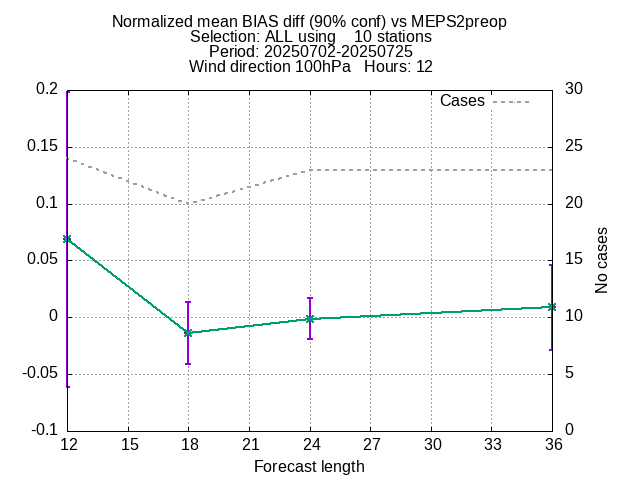 Normalized mean BIAS diff (90% conf) vs MEPS2preop
Selection: ALL using    10 stations
Period: 20250702-20250725
Wind direction 100hPa   Hours: 12
Cases
0.2
0.15
0.1
0.05
0
-0.05
-0.1
30
25
20
15
10
5
0
No cases
12 15 18 21 24 27 30 33 36
Forecast length